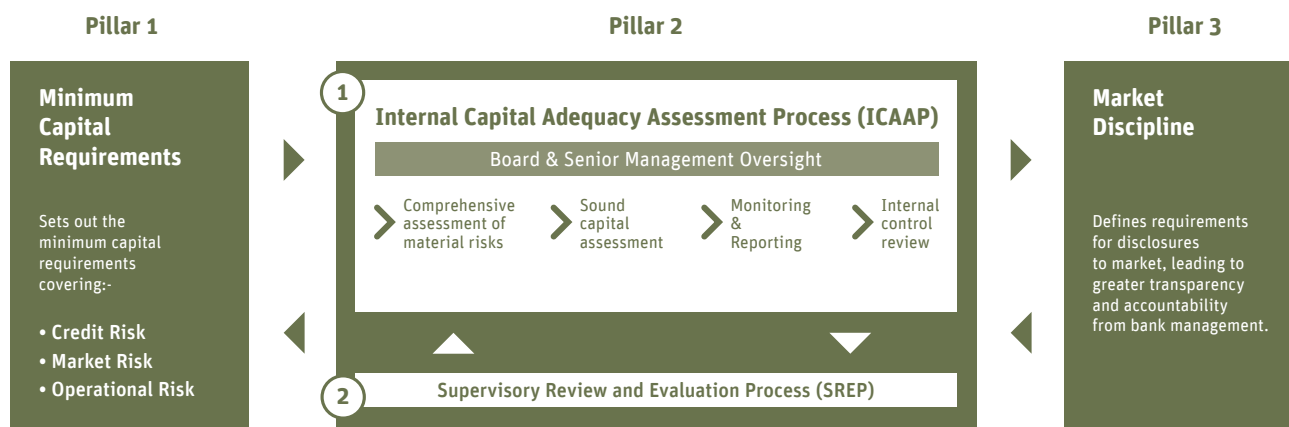 Pillar 1
Minimum
Capital
Requirements
Sets out the
minimum capital
requirements
covering:-
• Credit Risk
• Market Risk
• Operational Risk
Pillar 2
1
Internal Capital Adequacy Assessment Process (ICAAP)
Board & Senior Management Oversight
Comprehensive
assessment of
material risks
Sound
capital
assessment
Monitoring
&
Reporting
Internal
control
review
2
Supervisory Review and Evaluation Process (SREP)
Pillar 3
Market
Discipline
Defines requirements
for disclosures
to market, leading to
greater transparency
and accountability
from bank management.